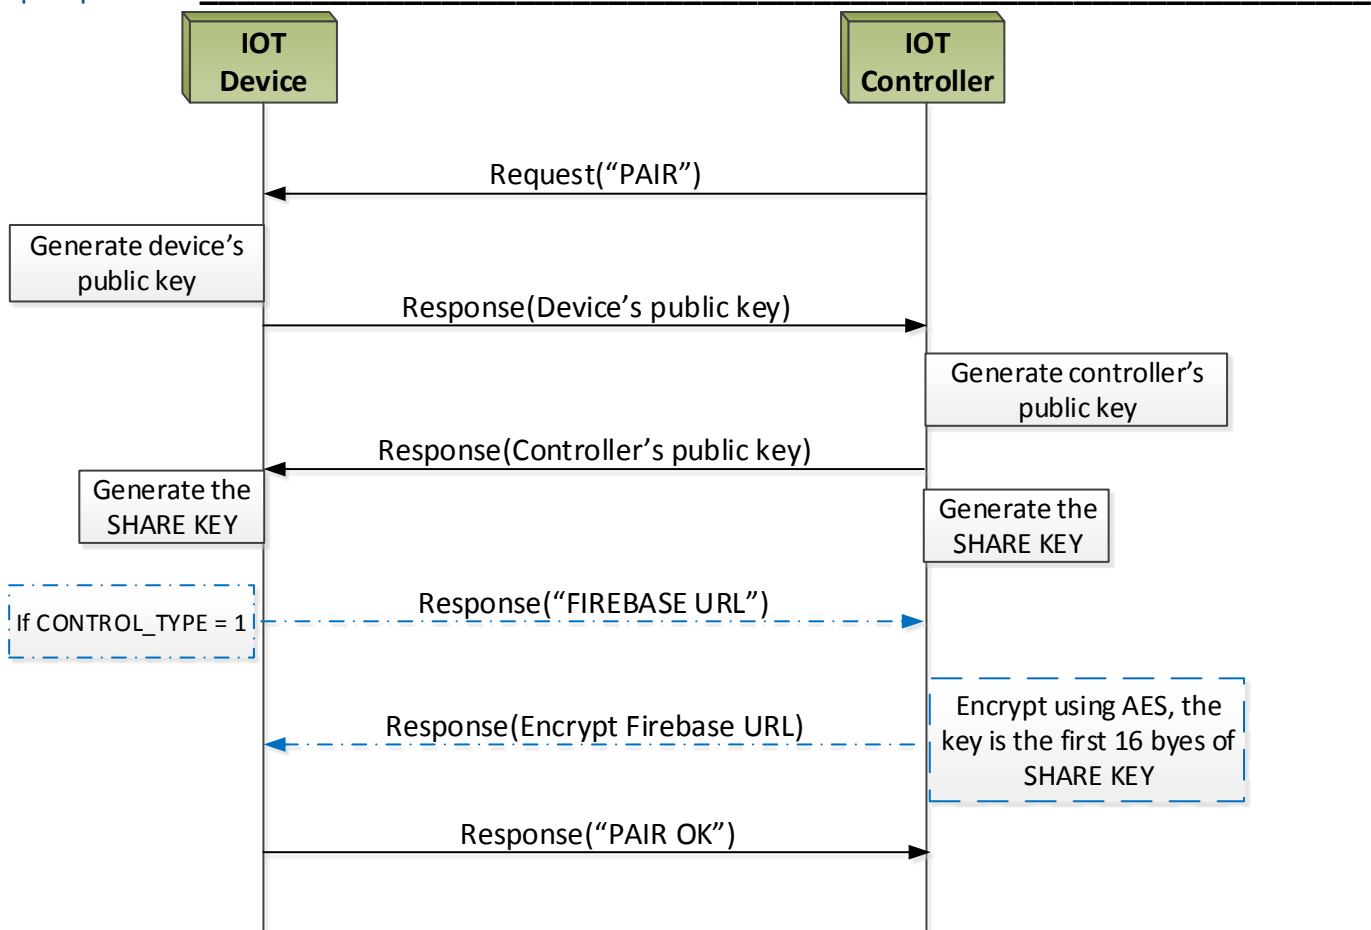 IOT
Device
IOT
Controller
Request(“PAIR”)
Generate device’s
public key
Response(Device’s public key)
Generate controller’s
public key
Response(Controller’s public key)
Generate the
SHARE KEY
Generate the
SHARE KEY
If CONTROL_TYPE = 1
Response(“FIREBASE URL”)
Encrypt using AES, the
key is the first 16 byes of
SHARE KEY
Response(Encrypt Firebase URL)
Response(“PAIR OK”)